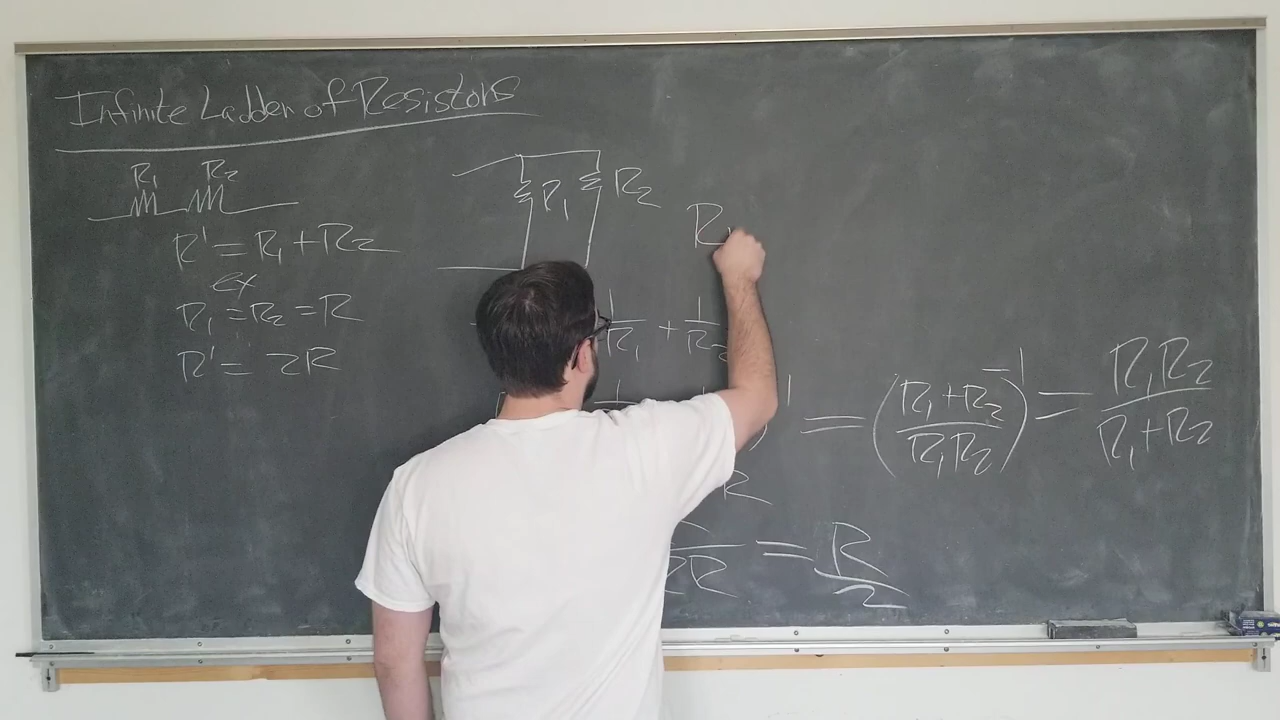 Infinite Ladder of Resistors
R₁ R₂
R' = R₁ + R₂
ex
R₁ = R₂ = R
R' = 2R
R₁ R₂
R
1/R₁ + 1/R₂
= ((R₁ + R₂)/(R₁R₂))⁻¹ = R₁R₂/(R₁ + R₂)
R
/2R = R/2